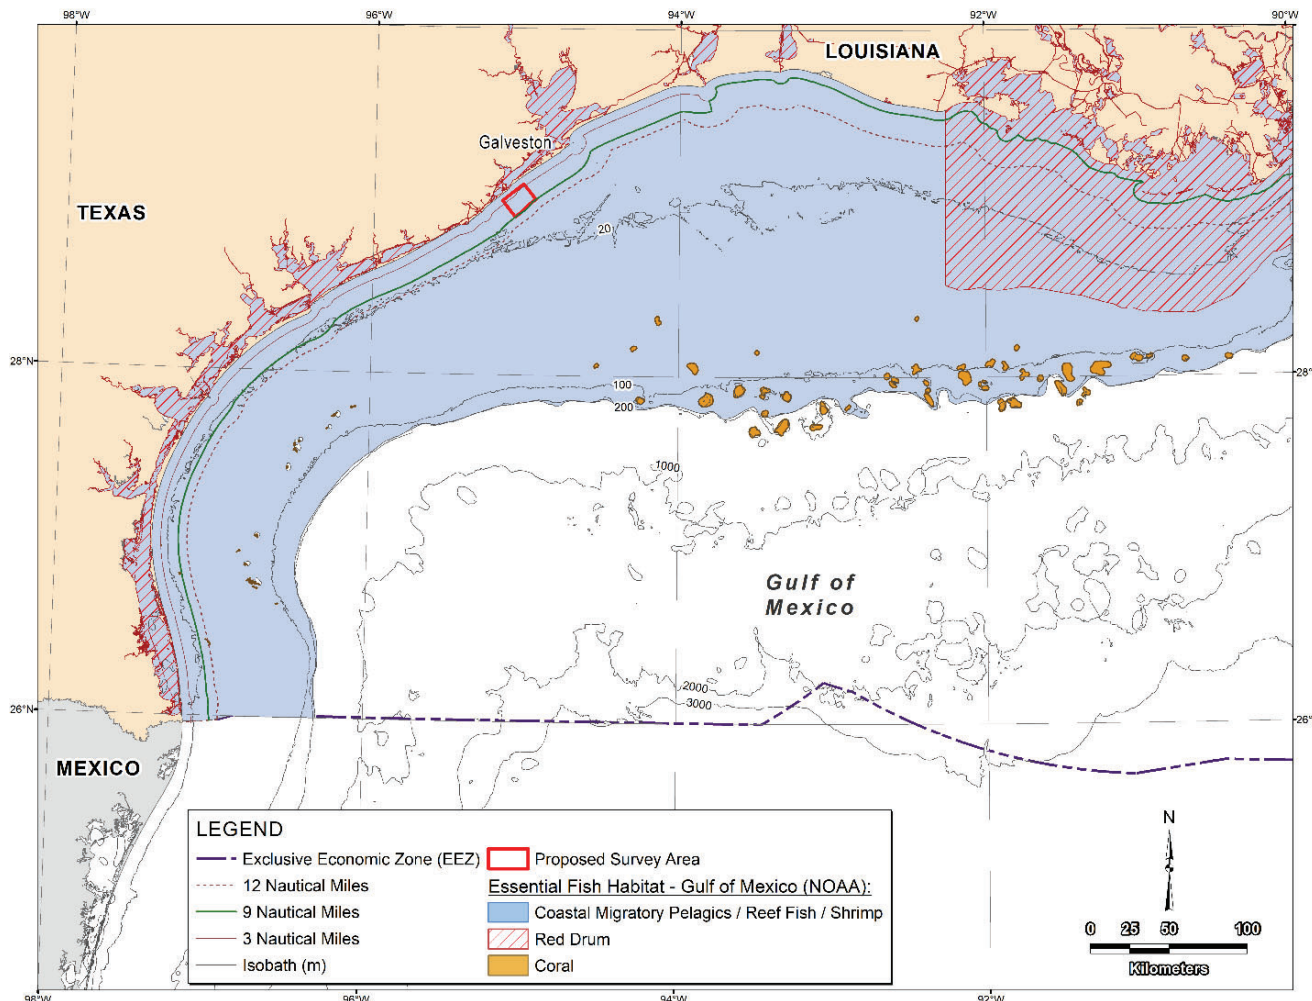 98°W 96°W 94°W 92°W 90°W
LOUISIANA
Galveston
TEXAS
20
28°N 28°
100
200
1000
Gulf of
Mexico
2000
3000
26°N 26°
MEXICO
LEGEND
Exclusive Economic Zone (EEZ)
12 Nautical Miles
9 Nautical Miles
3 Nautical Miles
Isobath (m)
Proposed Survey Area
Essential Fish Habitat - Gulf of Mexico (NOAA):
Coastal Migratory Pelagics / Reef Fish / Shrimp
Red Drum
Coral
N
0 25 50 100
Kilometers
98°W 96°W 94°W 92°W